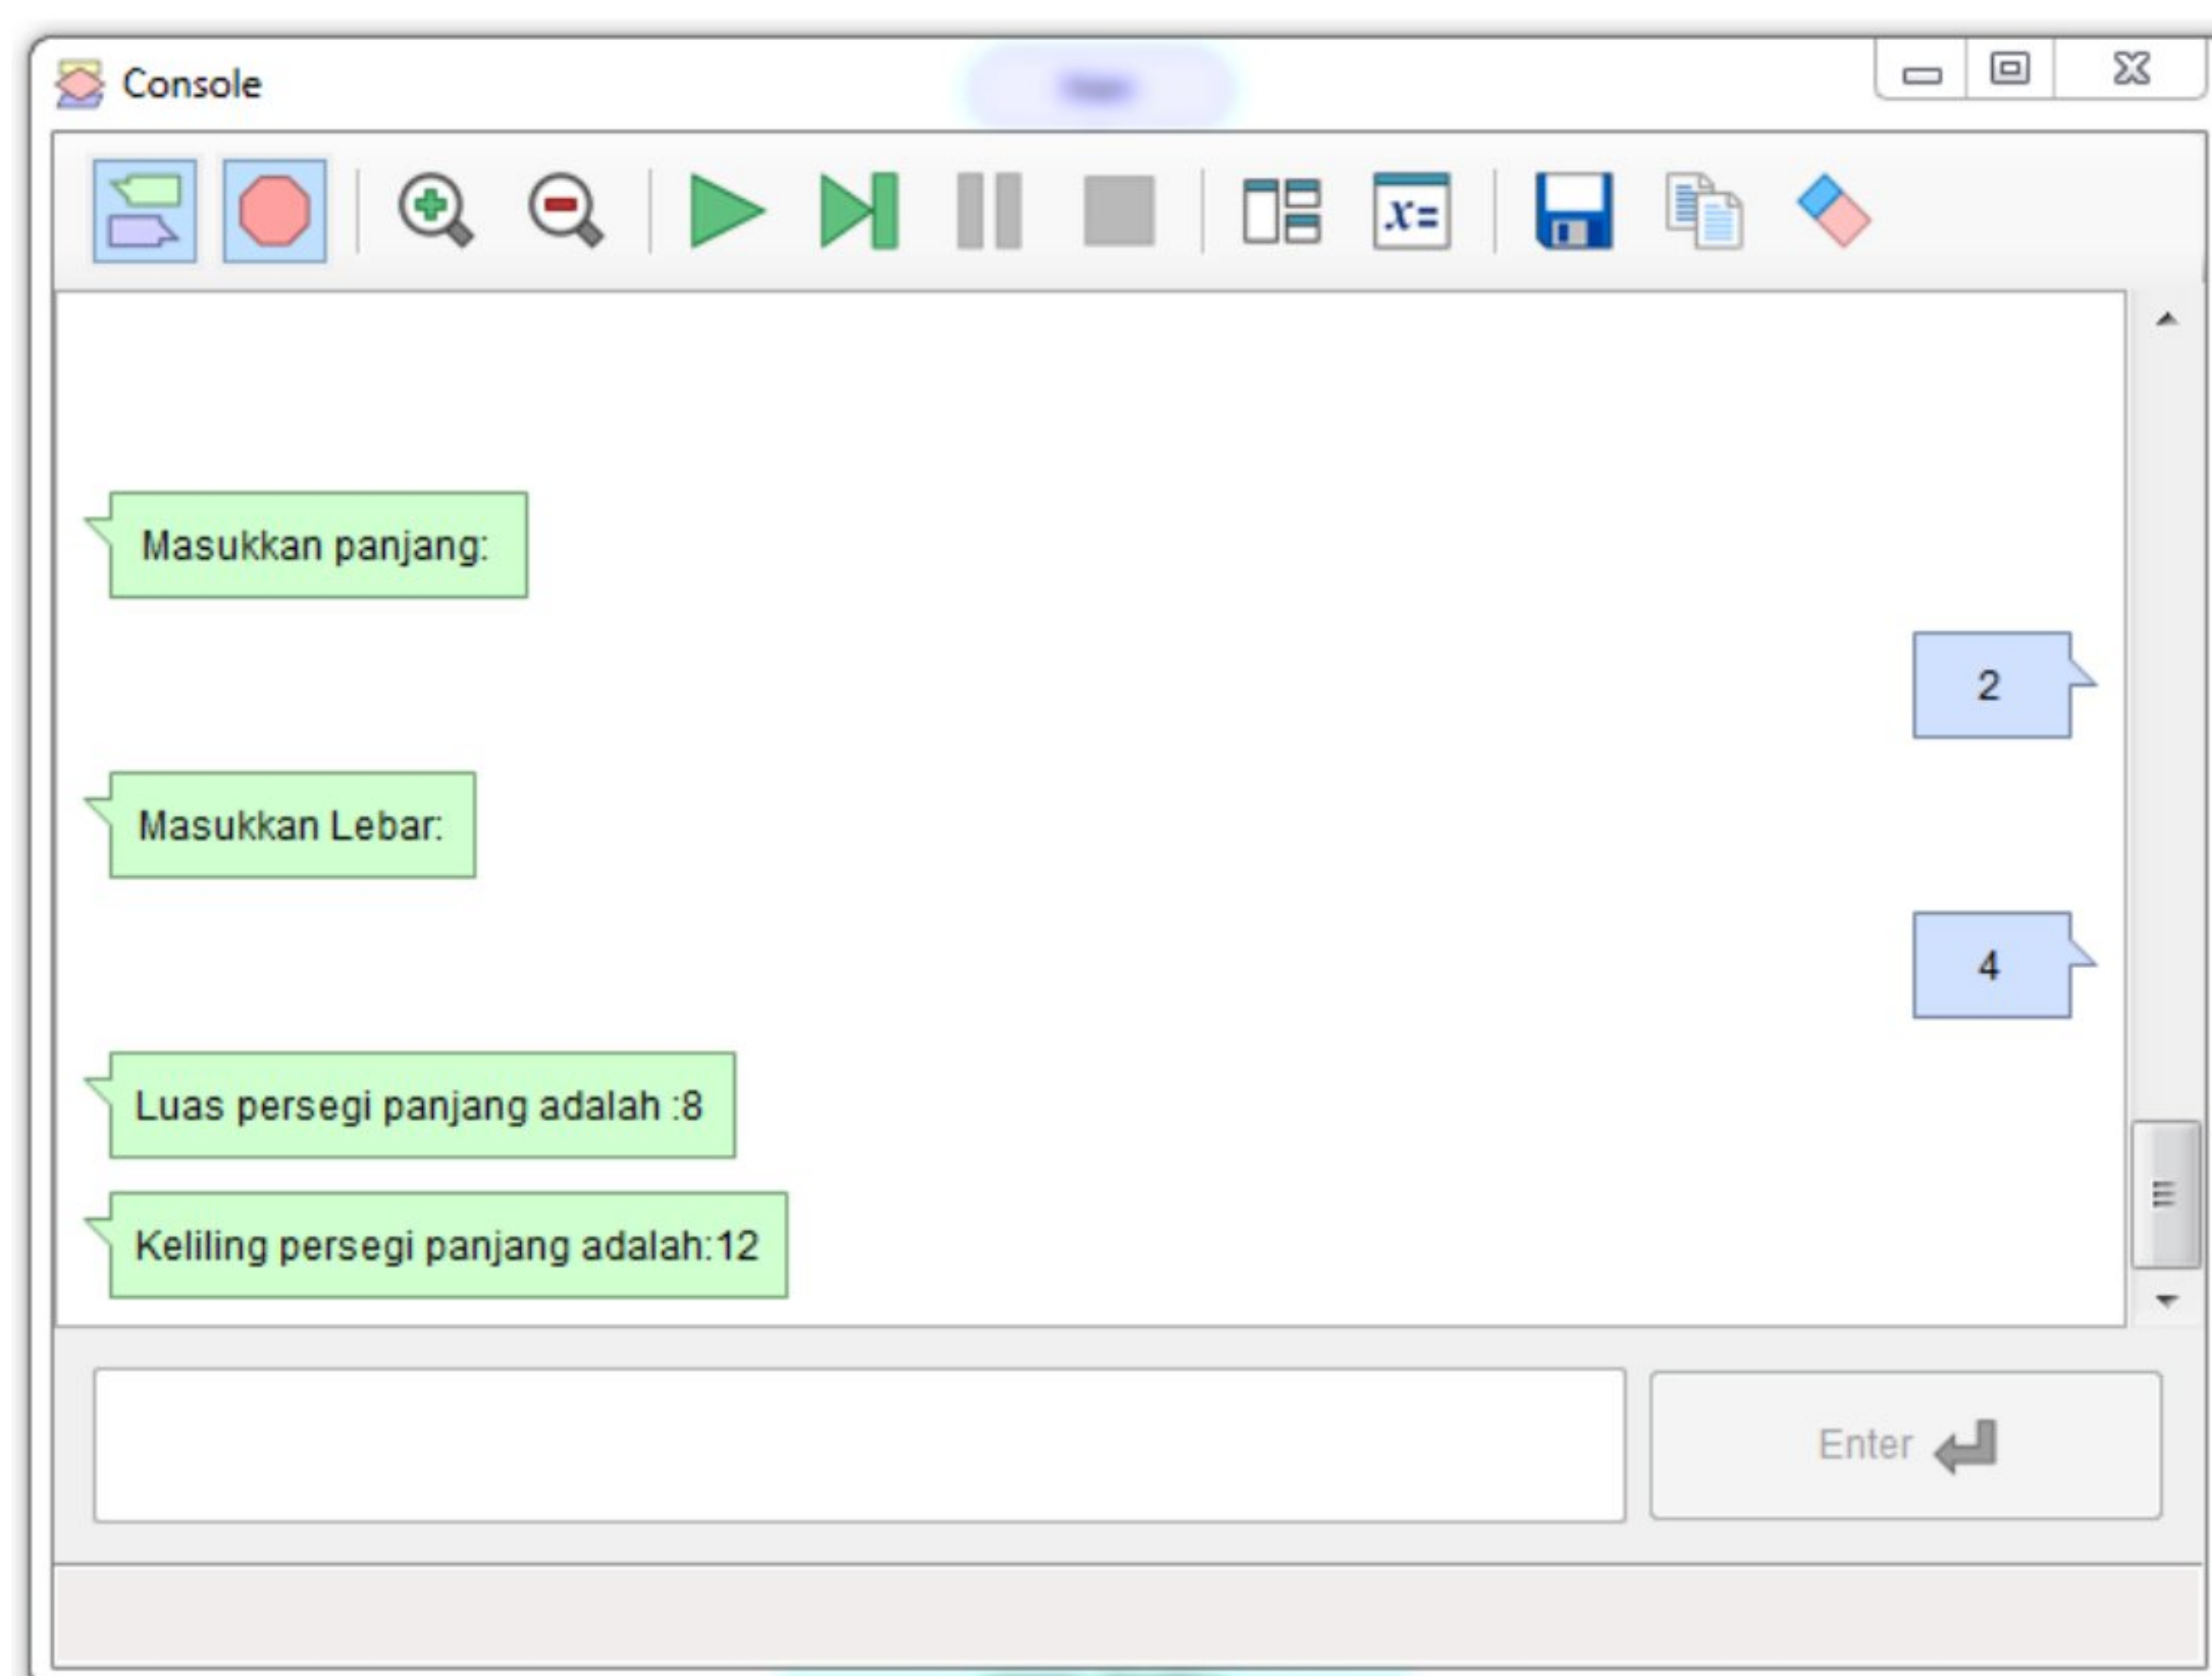 Console
x=
Masukkan panjang:
2
Masukkan Lebar:
4
Luas persegi panjang adalah :8
Keliling persegi panjang adalah:12
Enter